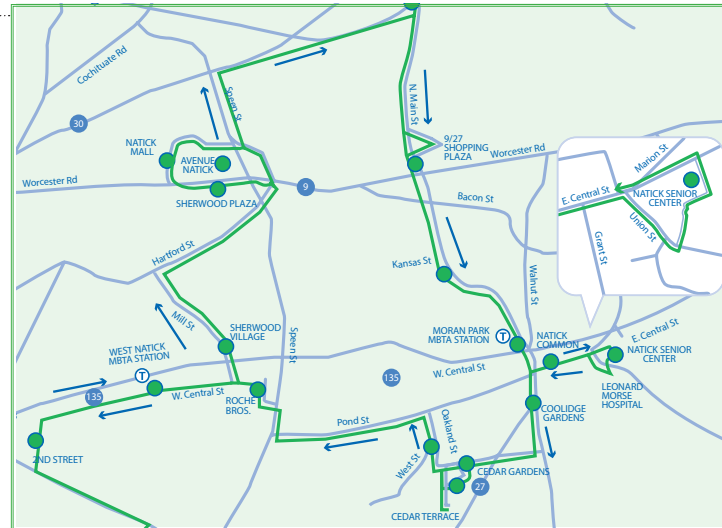 Cochituate Rd
30
Speen St
N. Main St
NATICK
MALL
AVENUE
NATICK
SHERWOOD PLAZA
Worcester Rd
9
9/27
SHOPPING
PLAZA
Worcester Rd
Bacon St
Marion St
E. Central St
NATICK SENIOR
CENTER
Union St
Grant St
Hartford St
Kansas St
Walnut St
Mill St
SHERWOOD
VILLAGE
Speen St
MORAN PARK
MBTA STATION
T
NATICK
COMMON
E. Central St
NATICK SENIOR
CENTER
WEST NATICK
MBTA STATION
T
W. Central St
135
135
W. Central St
ROCHE
BROS.
LEONARD
MORSE
HOSPITAL
COOLIDGE
GARDENS
Pond St
Oakland St
West St
2ND STREET
CEDAR GARDENS
27
CEDAR TERRACE